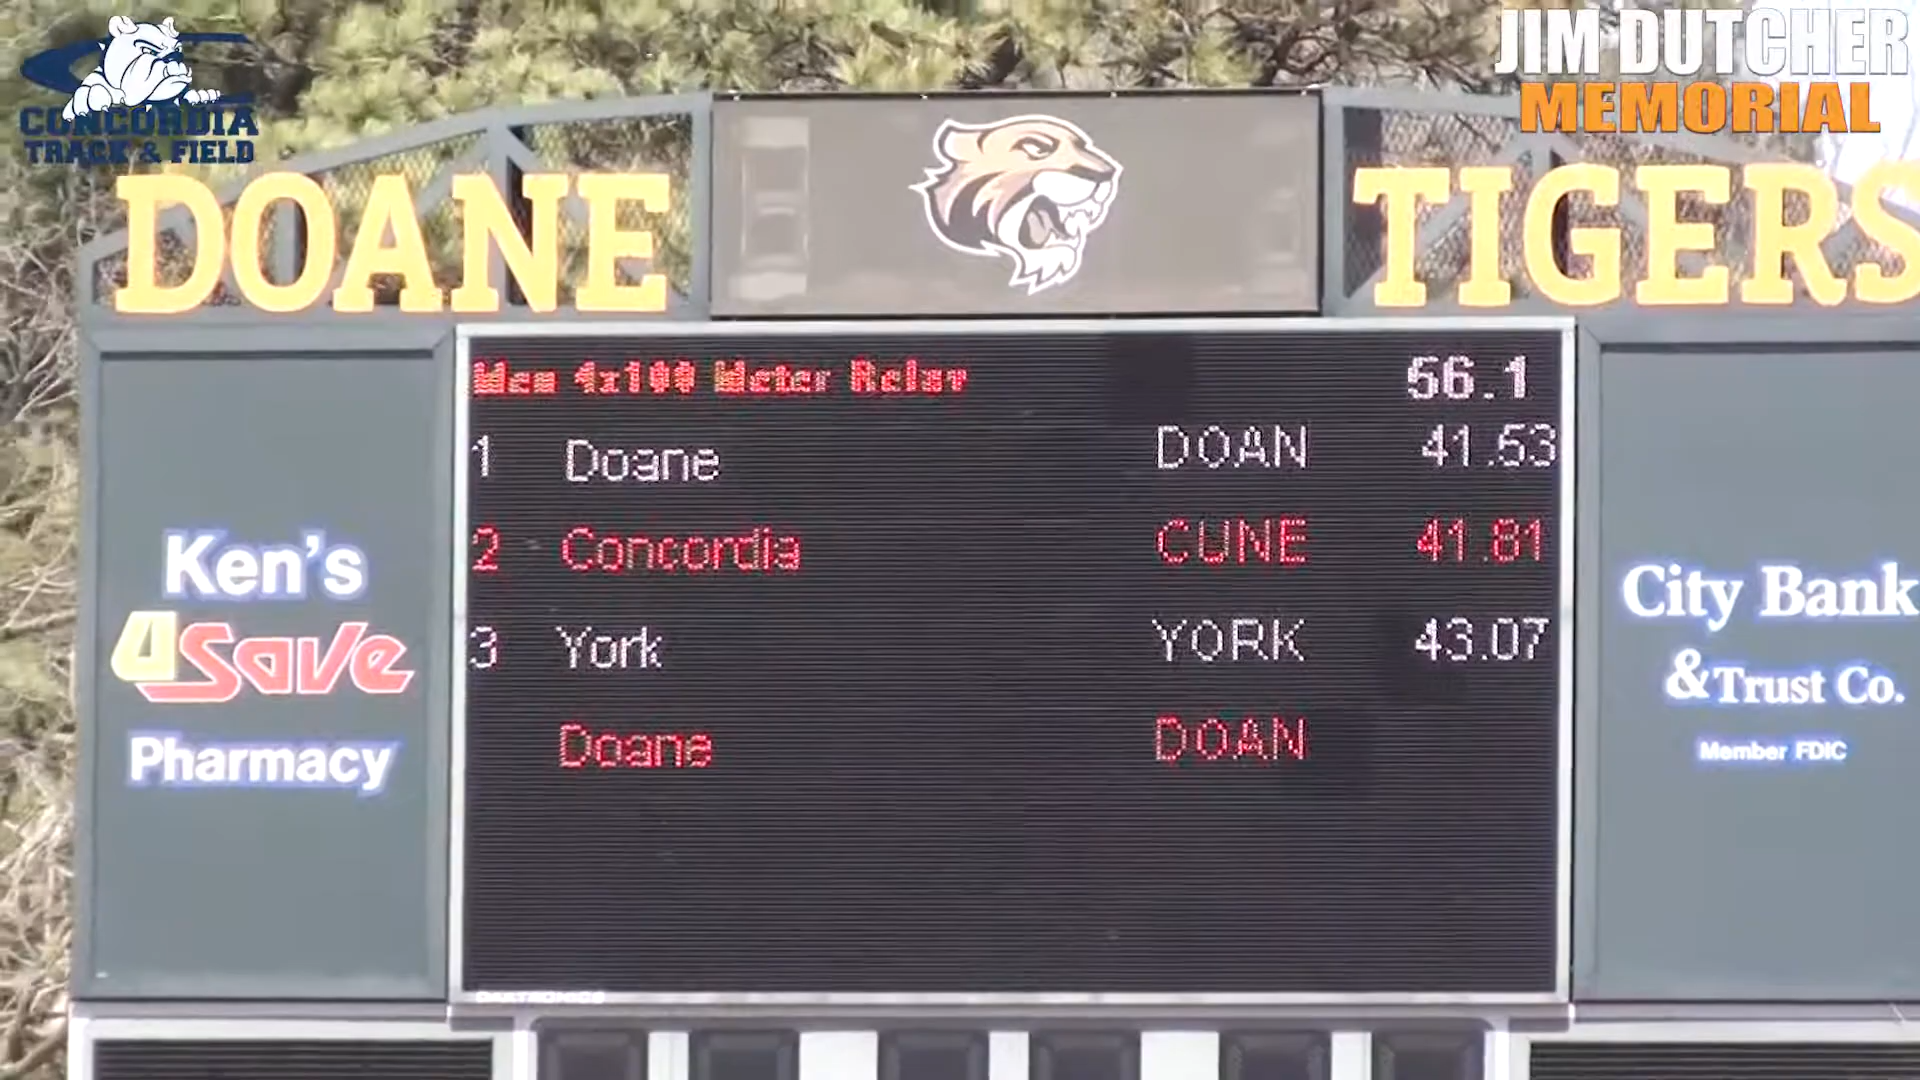 CONCORDIA
TRACK & FIELD
JIM DUTCHER
MEMORIAL
DOANE
TIGERS
Men 4x100 Meter Relay 56.1
1 Doane DOAN 41.53
2 Concordia CUNE 41.81
3 York YORK 43.07
Doane DOAN
Ken's
USave
Pharmacy
City Bank
& Trust Co.
Member FDIC
DAKTRONICS